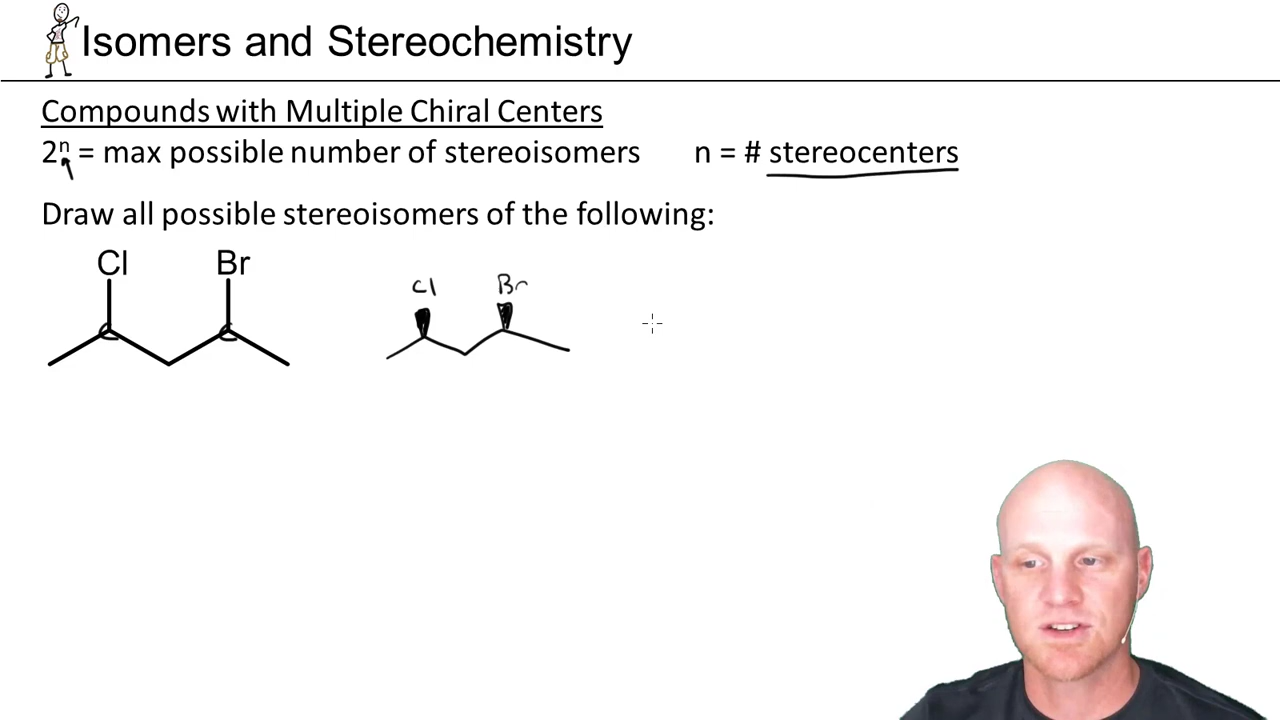 Isomers and Stereochemistry
Compounds with Multiple Chiral Centers
2ⁿ = max possible number of stereoisomers n = # stereocenters
Draw all possible stereoisomers of the following:
Cl Br Cl Br